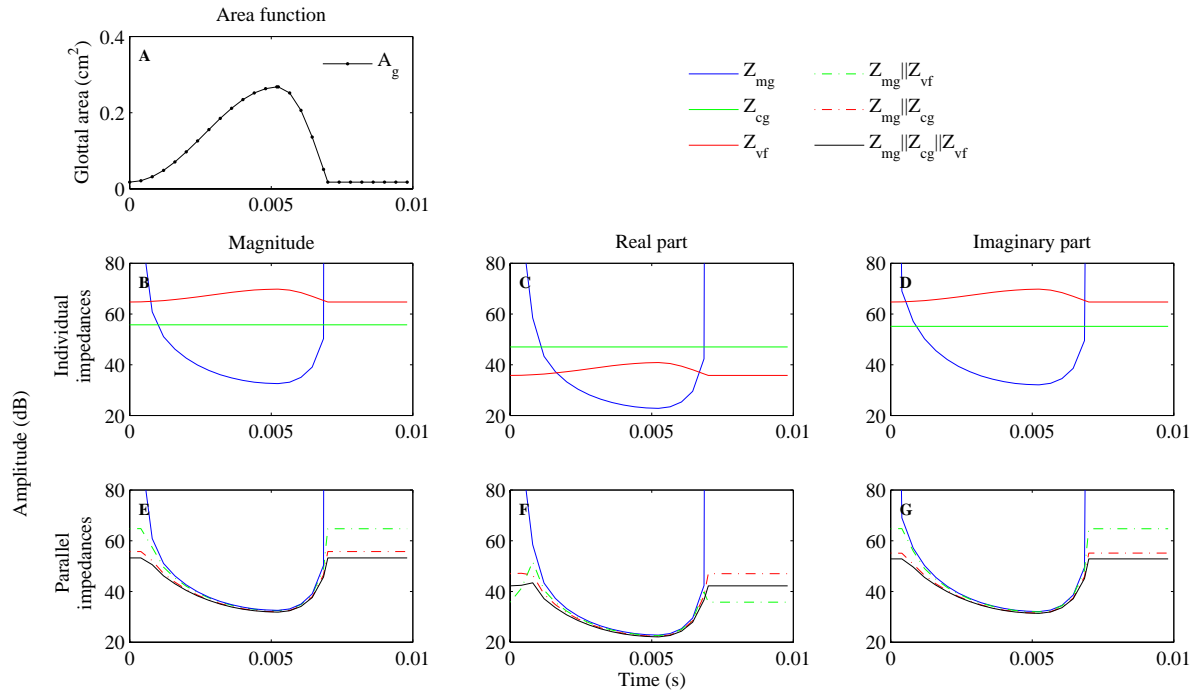 Area function
0.4
0.2
0
Glottal area (cm²)
A
A_g
0 0.005 0.01
Z_mg
Z_cg
Z_vf
Z_mg||Z_vf
Z_mg||Z_cg
Z_mg||Z_cg||Z_vf
Amplitude (dB)
Magnitude
Individual
impedances
80
60
40
20
B
0 0.005 0.01
Real part
80
60
40
20
C
0 0.005 0.01
Imaginary part
80
60
40
20
D
0 0.005 0.01
Parallel
impedances
80
60
40
20
E
0 0.005 0.01
80
60
40
20
F
0 0.005 0.01
Time (s)
80
60
40
20
G
0 0.005 0.01